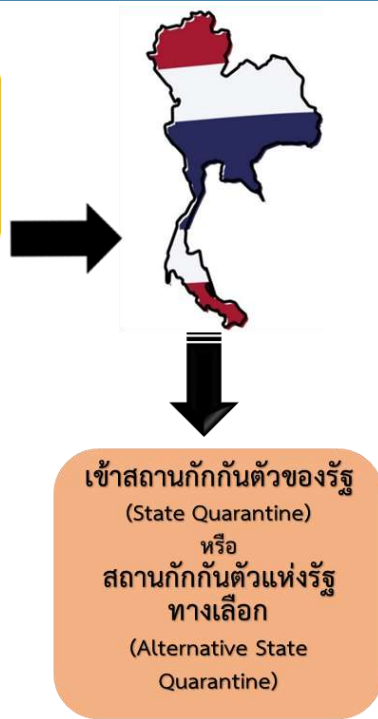 เข้าสถานกักกันตัวของรัฐ
(State Quarantine)
หรือ
สถานกักกันตัวแห่งรัฐ
ทางเลือก
(Alternative State
Quarantine)